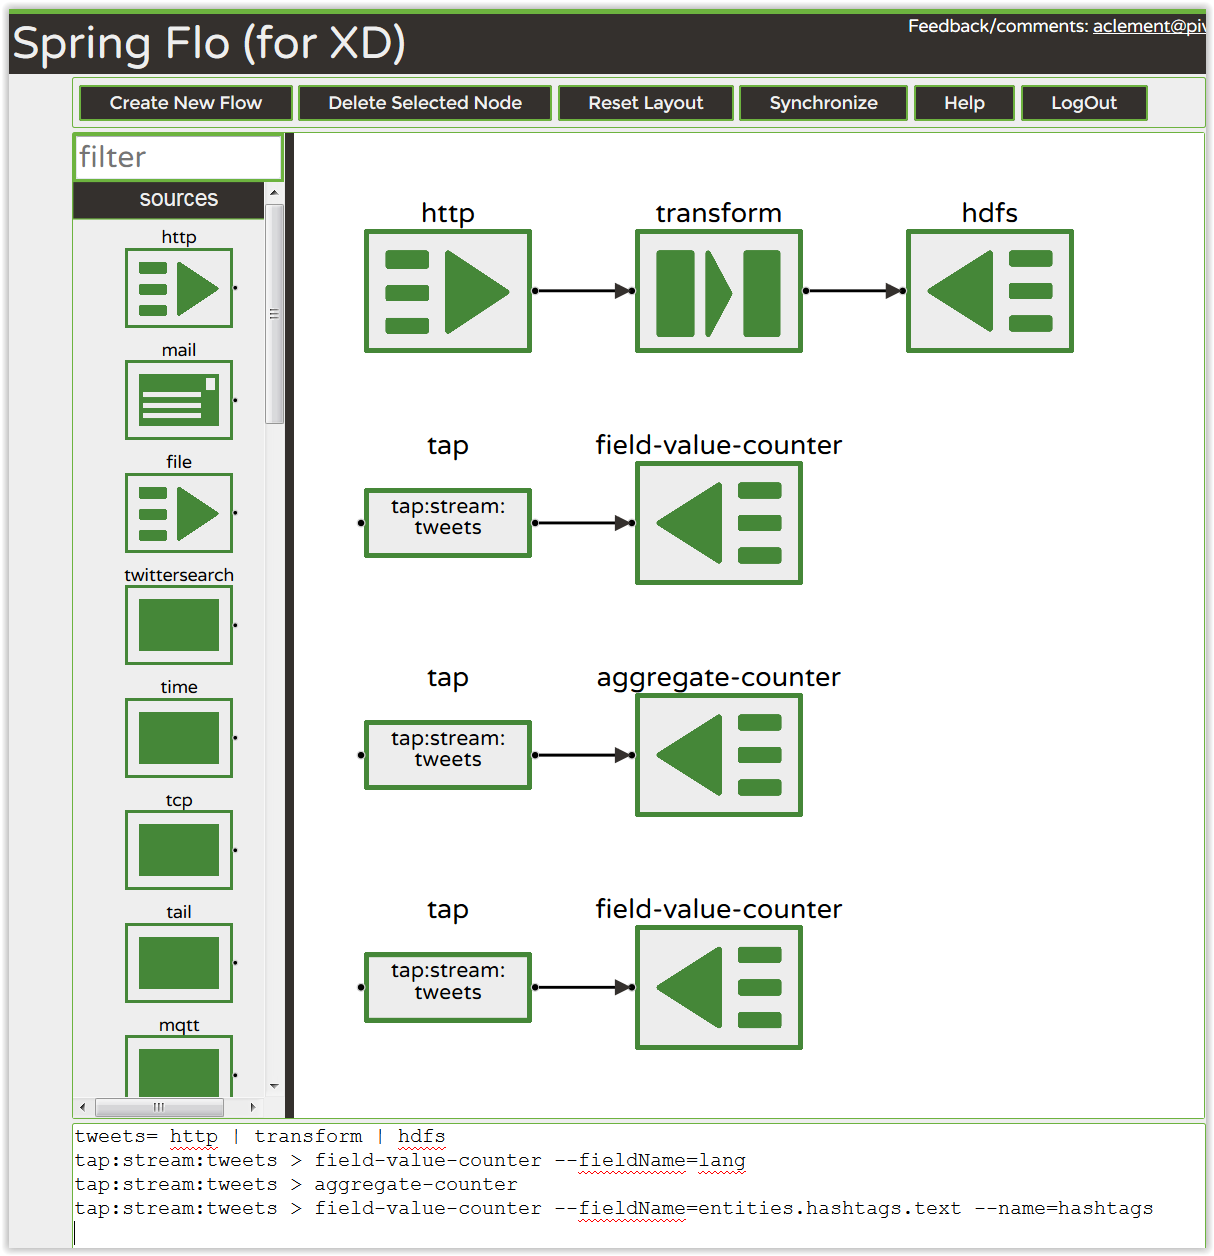 Spring Flo (for XD)
Feedback/comments: aclement@piv
Create New Flow
Delete Selected Node
Reset Layout
Synchronize
Help
LogOut
filter
sources
http
mail
file
twittersearch
time
tcp
tail
mqtt
http
transform
hdfs
tap
field-value-counter
tap:stream:
tweets
tap
aggregate-counter
tap:stream:
tweets
tap
field-value-counter
tap:stream:
tweets
tweets= http | transform | hdfs
tap:stream:tweets > field-value-counter --fieldName=lang
tap:stream:tweets > aggregate-counter
tap:stream:tweets > field-value-counter --fieldName=entities.hashtags.text --name=hashtags